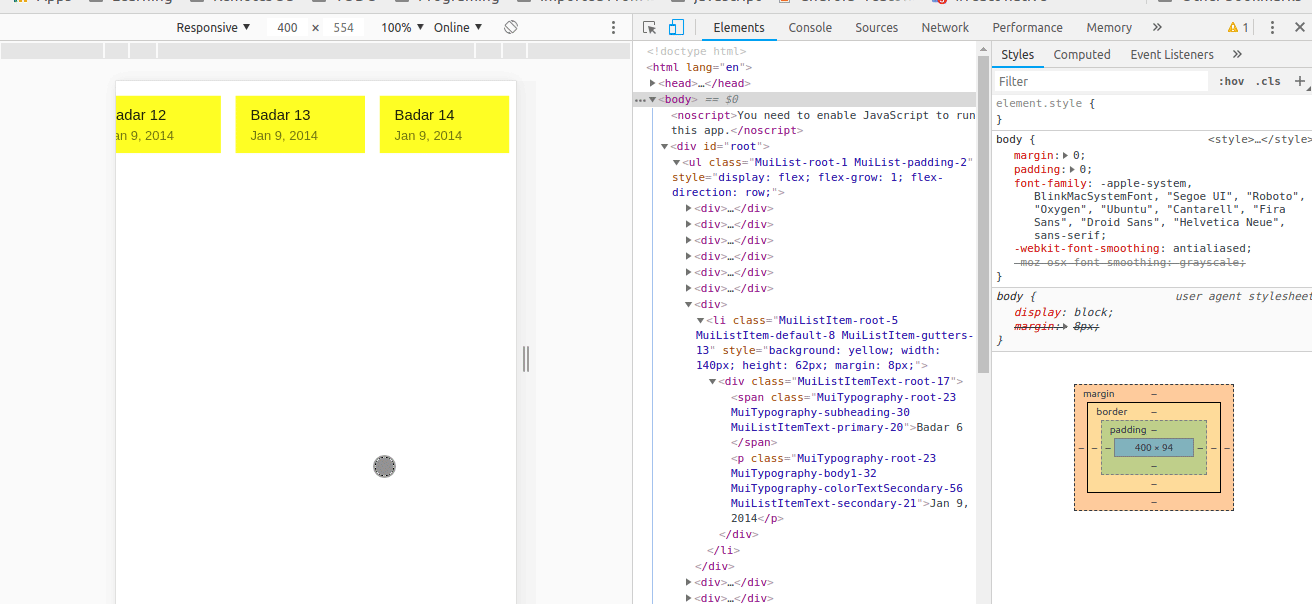 Apps
Learning
Programing
Responsive ▼ 400 × 554 100% ▼ Online ▼
Elements Console Sources Network Performance Memory » 1
adar 12
an 9, 2014
Badar 13
Jan 9, 2014
Badar 14
Jan 9, 2014
<!doctype html>
<html lang="en">
▶<head>…</head>
…▼<body> == $0
<noscript>You need to enable JavaScript to run
this app.</noscript>
▼<div id="root">
▼<ul class="MuiList-root-1 MuiList-padding-2"
style="display: flex; flex-grow: 1; flex-
direction: row;">
▶<div>…</div>
▶<div>…</div>
▶<div>…</div>
▶<div>…</div>
▶<div>…</div>
▶<div>…</div>
▼<div>
▼<li class="MuiListItem-root-5
MuiListItem-default-8 MuiListItem-gutters-
13" style="background: yellow; width:
140px; height: 62px; margin: 8px;">
▼<div class="MuiListItemText-root-17">
<span class="MuiTypography-root-23
MuiTypography-subheading-30
MuiListItemText-primary-20">Badar 6
</span>
<p class="MuiTypography-root-23
MuiTypography-body1-32
MuiTypography-colorTextSecondary-56
MuiListItemText-secondary-21">Jan 9,
2014</p>
</div>
</li>
</div>
▶<div>…</div>
▶<div>…</div>
Styles Computed Event Listeners »
Filter :hov .cls +
element.style {
}
body { <style>…</style>
margin:▶ 0;
padding:▶ 0;
font-family: -apple-system,
BlinkMacSystemFont, "Segoe UI", "Roboto",
"Oxygen", "Ubuntu", "Cantarell", "Fira
Sans", "Droid Sans", "Helvetica Neue",
sans-serif;
-webkit-font-smoothing: antialiased;
-moz-osx-font-smoothing: grayscale;
}
body { user agent stylesheet
display: block;
margin:▶ 8px;
}
margin –
border –
padding –
– – – 400 × 94 – – –
–
–
–